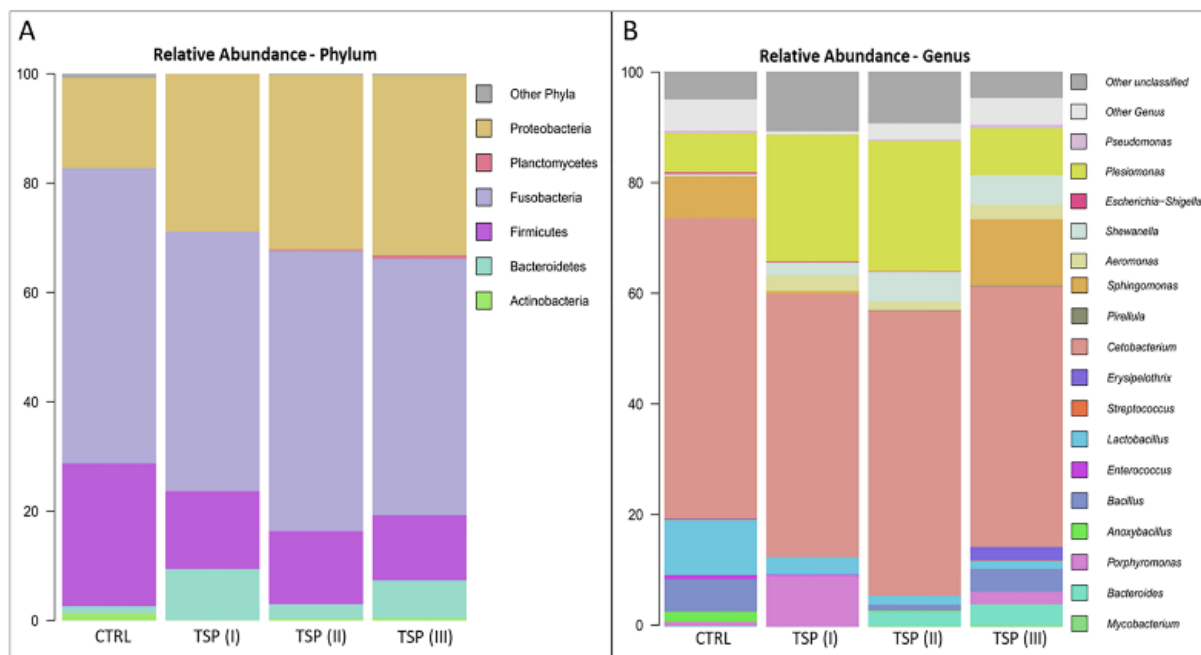 A
Relative Abundance - Phylum
100
80
60
40
20
0
CTRL
TSP (I)
TSP (II)
TSP (III)
Other Phyla
Proteobacteria
Planctomycetes
Fusobacteria
Firmicutes
Bacteroidetes
Actinobacteria
B
Relative Abundance - Genus
100
80
60
40
20
0
CTRL
TSP (I)
TSP (II)
TSP (III)
Other unclassified
Other Genus
Pseudomonas
Plesiomonas
Escherichia-Shigella
Shewanella
Aeromonas
Sphingomonas
Pirellula
Cetobacterium
Erysipelothrix
Streptococcus
Lactobacillus
Enterococcus
Bacillus
Anoxybacillus
Porphyromonas
Bacteroides
Mycobacterium